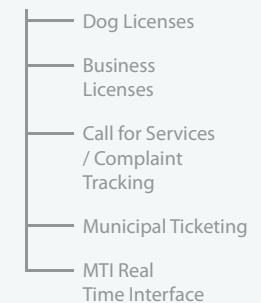 Dog Licenses
Business
Licenses
Call for Services
/ Complaint
Tracking
Municipal Ticketing
MTI Real
Time Interface